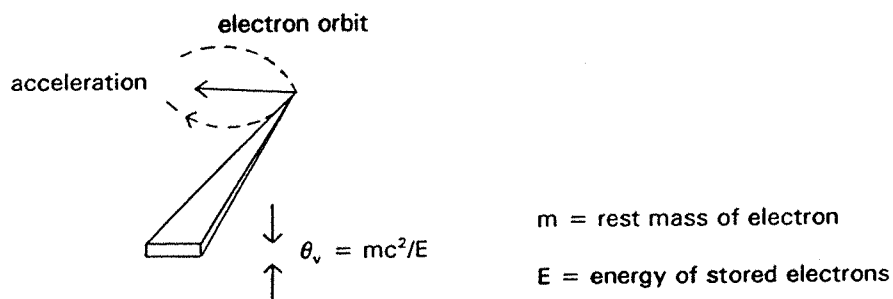 electron orbit
acceleration
m = rest mass of electron
θᵥ = mc²/E
E = energy of stored electrons